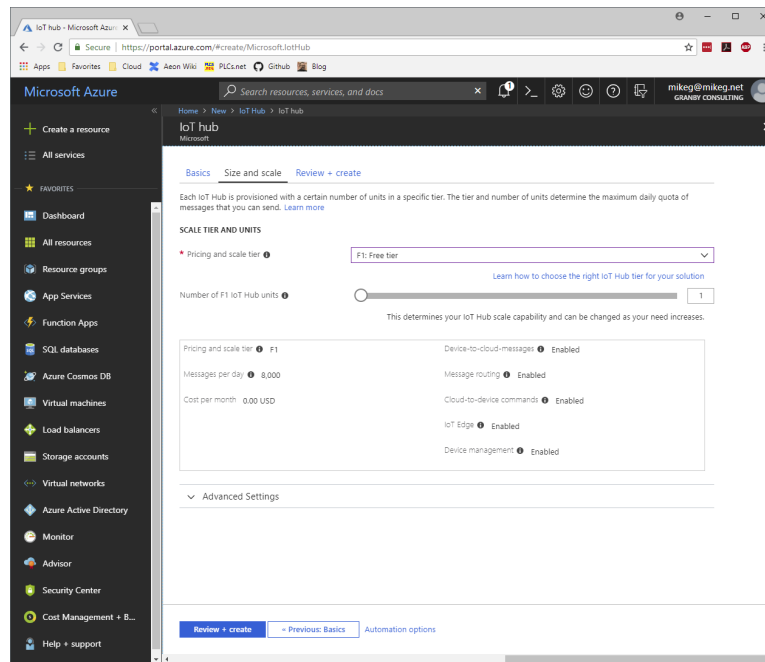 IoT hub - Microsoft Azure
Secure https://portal.azure.com/#create/Microsoft.IotHub
Apps Favorites Cloud Aeon Wiki PLCs.net Github Blog
Microsoft Azure
Search resources, services, and docs
1
mikeg@mikeg.net
GRANBY CONSULTING
Home > New > IoT Hub > IoT hub
IoT hub
Microsoft
Create a resource
All services
FAVORITES
Dashboard
All resources
Resource groups
App Services
Function Apps
SQL databases
Azure Cosmos DB
Virtual machines
Load balancers
Storage accounts
Virtual networks
Azure Active Directory
Monitor
Advisor
Security Center
Cost Management + B...
Help + support
Basics Size and scale Review + create
Each IoT Hub is provisioned with a certain number of units in a specific tier. The tier and number of units determine the maximum daily quota of
messages that you can send. Learn more
SCALE TIER AND UNITS
* Pricing and scale tier
F1: Free tier
Learn how to choose the right IoT Hub tier for your solution
Number of F1 IoT Hub units
1
This determines your IoT Hub scale capability and can be changed as your need increases.
Pricing and scale tier F1
Messages per day 8,000
Cost per month 0.00 USD
Device-to-cloud-messages Enabled
Message routing Enabled
Cloud-to-device commands Enabled
IoT Edge Enabled
Device management Enabled
Advanced Settings
Review + create
« Previous: Basics
Automation options